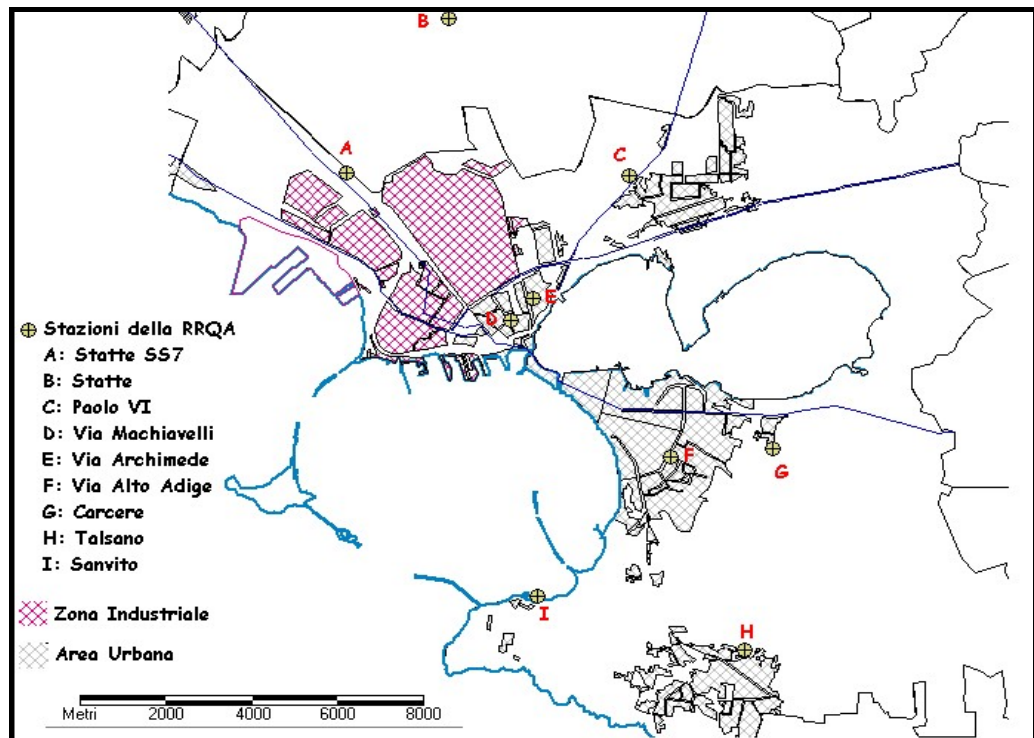 B
A
C
E
D
Stazioni della RRQA
A: Statte SS7
B: Statte
C: Paolo VI
D: Via Machiavelli
E: Via Archimede
F: Via Alto Adige
G: Carcere
H: Talsano
I: Sanvito
F
G
I
H
Zona Industriale
Area Urbana
Metri 2000 4000 6000 8000